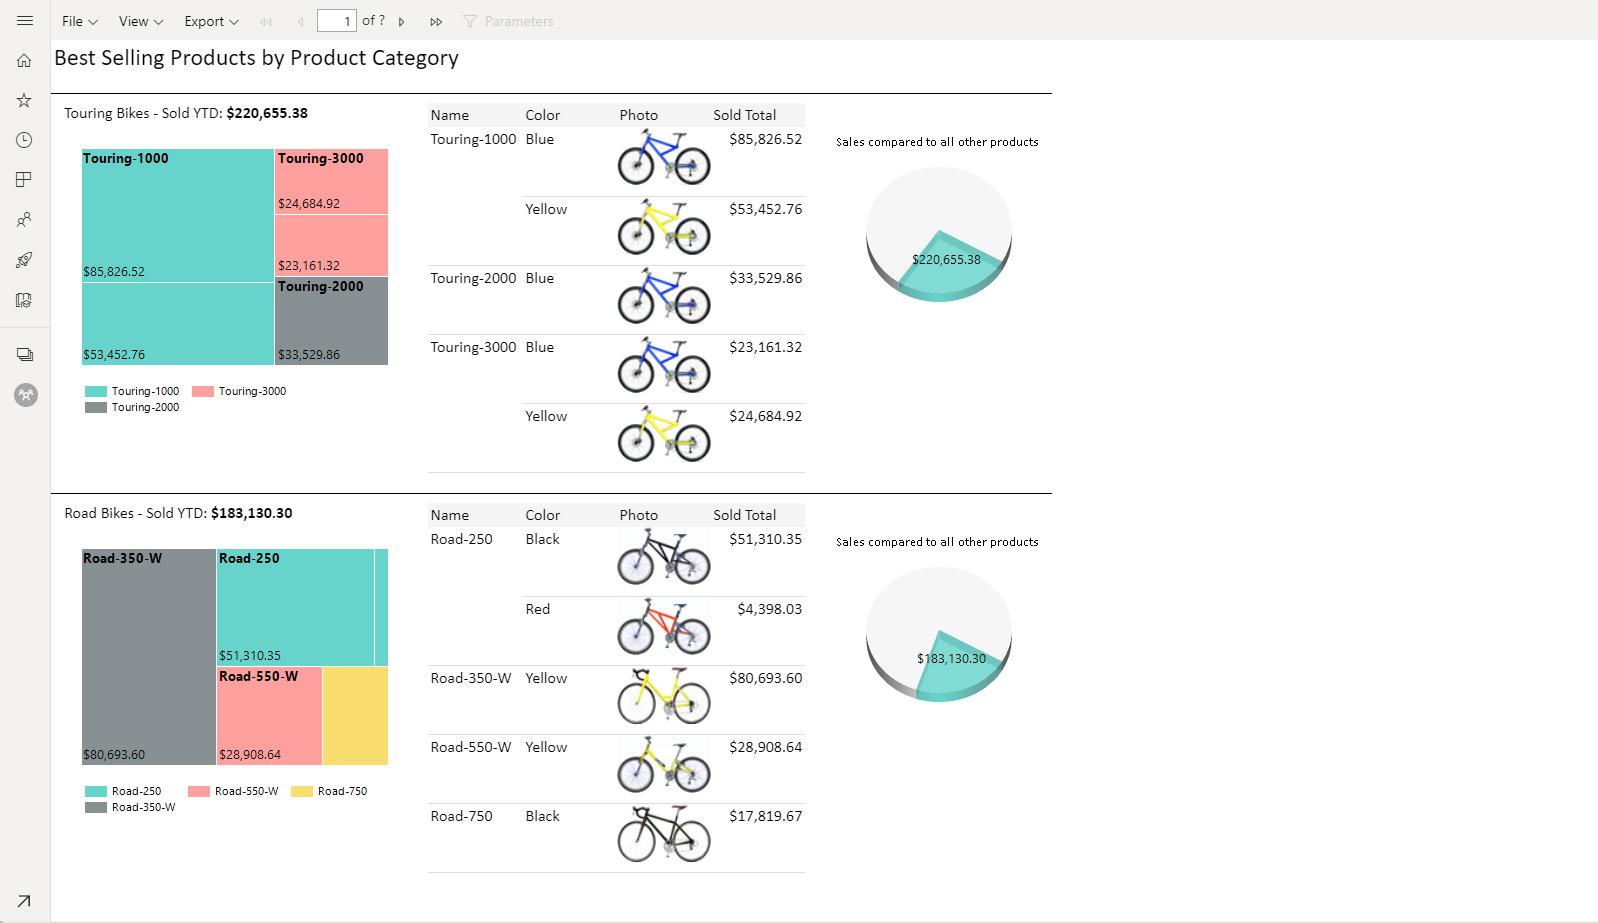 File View Export 1 of ? Parameters
Best Selling Products by Product Category
Touring Bikes - Sold YTD: $220,655.38
Touring-1000 Touring-3000
$24,684.92
$85,826.52 $23,161.32
Touring-2000
$53,452.76 $33,529.86
Touring-1000 Touring-3000
Touring-2000
Name Color Photo Sold Total
Touring-1000 Blue $85,826.52
Yellow $53,452.76
Touring-2000 Blue $33,529.86
Touring-3000 Blue $23,161.32
Yellow $24,684.92
Sales compared to all other products
$220,655.38
Road Bikes - Sold YTD: $183,130.30
Road-350-W Road-250
$51,310.35
Road-550-W
$80,693.60 $28,908.64
Road-250 Road-550-W Road-750
Road-350-W
Name Color Photo Sold Total
Road-250 Black $51,310.35
Red $4,398.03
Road-350-W Yellow $80,693.60
Road-550-W Yellow $28,908.64
Road-750 Black $17,819.67
Sales compared to all other products
$183,130.30